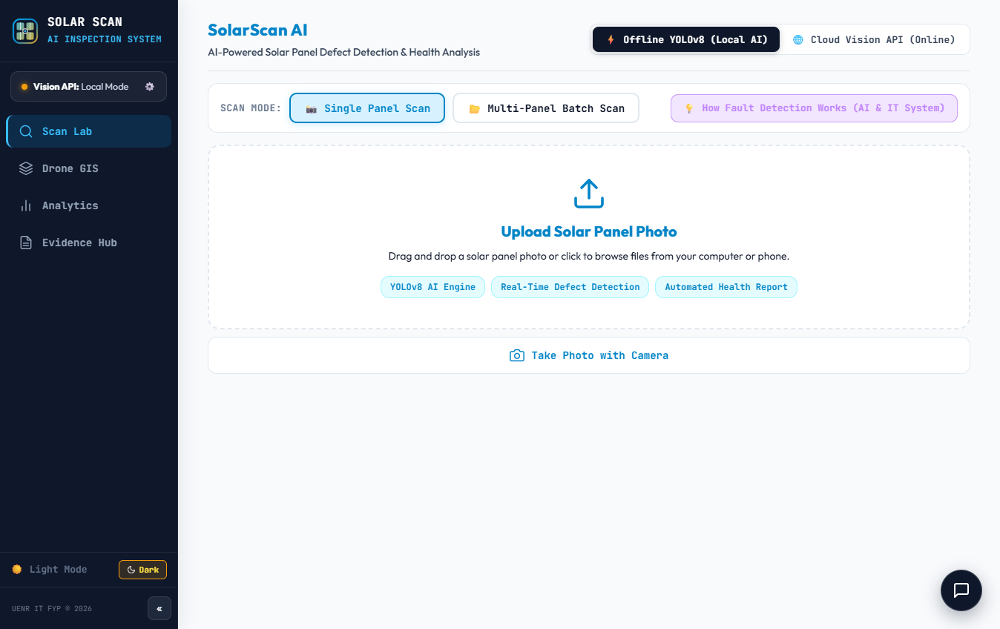 SOLAR SCAN
AI INSPECTION SYSTEM
Vision API: Local Mode
Scan Lab
Drone GIS
Analytics
Evidence Hub
Light Mode
Dark
UENR IT FYP © 2026
«
SolarScan AI
AI-Powered Solar Panel Defect Detection & Health Analysis
Offline YOLOv8 (Local AI)
Cloud Vision API (Online)
SCAN MODE:
Single Panel Scan
Multi-Panel Batch Scan
How Fault Detection Works (AI & IT System)
Upload Solar Panel Photo
Drag and drop a solar panel photo or click to browse files from your computer or phone.
YOLOv8 AI Engine
Real-Time Defect Detection
Automated Health Report
Take Photo with Camera